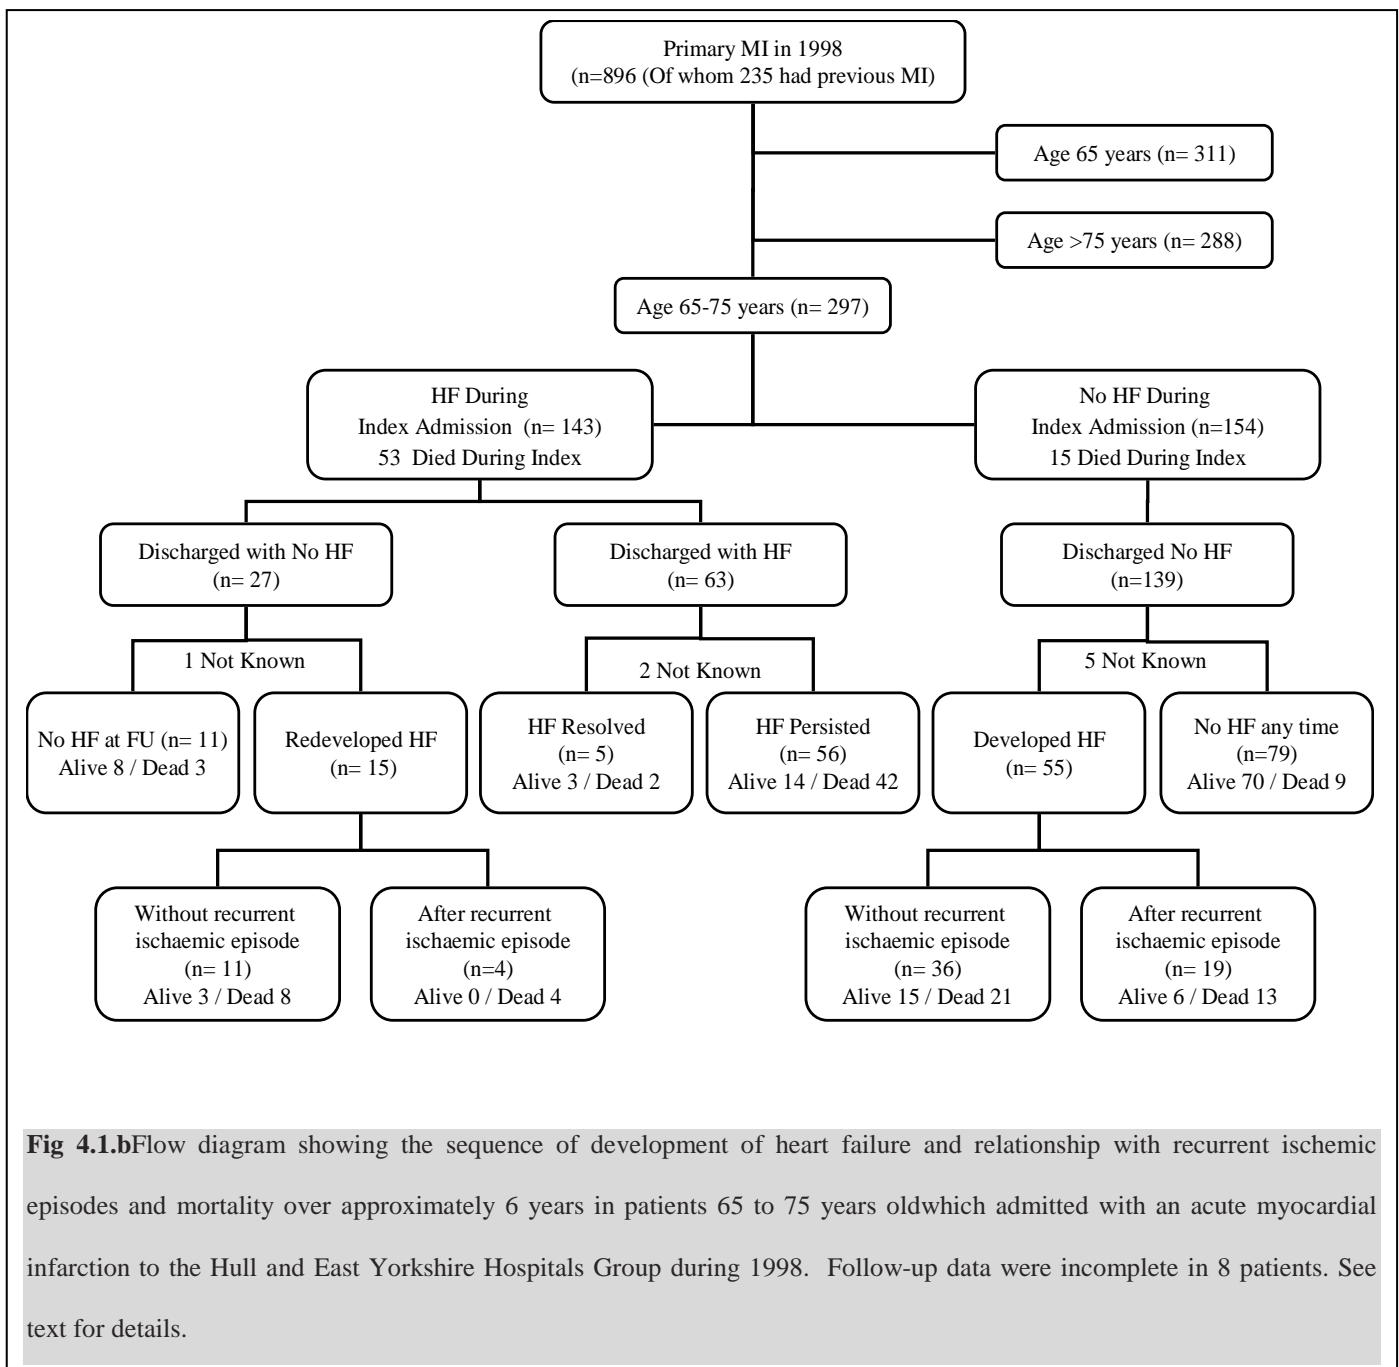 Primary MI in 1998
(n=896 (Of whom 235 had previous MI)
Age 65 years (n= 311)
Age >75 years (n= 288)
Age 65-75 years (n= 297)
HF During
Index Admission (n= 143)
53 Died During Index
No HF During
Index Admission (n=154)
15 Died During Index
Discharged with No HF
(n= 27)
Discharged with HF
(n= 63)
Discharged No HF
(n=139)
1 Not Known
2 Not Known
5 Not Known
No HF at FU (n= 11)
Alive 8 / Dead 3
Redeveloped HF
(n= 15)
HF Resolved
(n= 5)
Alive 3 / Dead 2
HF Persisted
(n= 56)
Alive 14 / Dead 42
Developed HF
(n= 55)
No HF any time
(n=79)
Alive 70 / Dead 9
Without recurrent
ischaemic episode
(n= 11)
Alive 3 / Dead 8
After recurrent
ischaemic episode
(n=4)
Alive 0 / Dead 4
Without recurrent
ischaemic episode
(n= 36)
Alive 15 / Dead 21
After recurrent
ischaemic episode
(n= 19)
Alive 6 / Dead 13
Fig 4.1.bFlow diagram showing the sequence of development of heart failure and relationship with recurrent ischemic
episodes and mortality over approximately 6 years in patients 65 to 75 years oldwhich admitted with an acute myocardial
infarction to the Hull and East Yorkshire Hospitals Group during 1998. Follow-up data were incomplete in 8 patients. See
text for details.